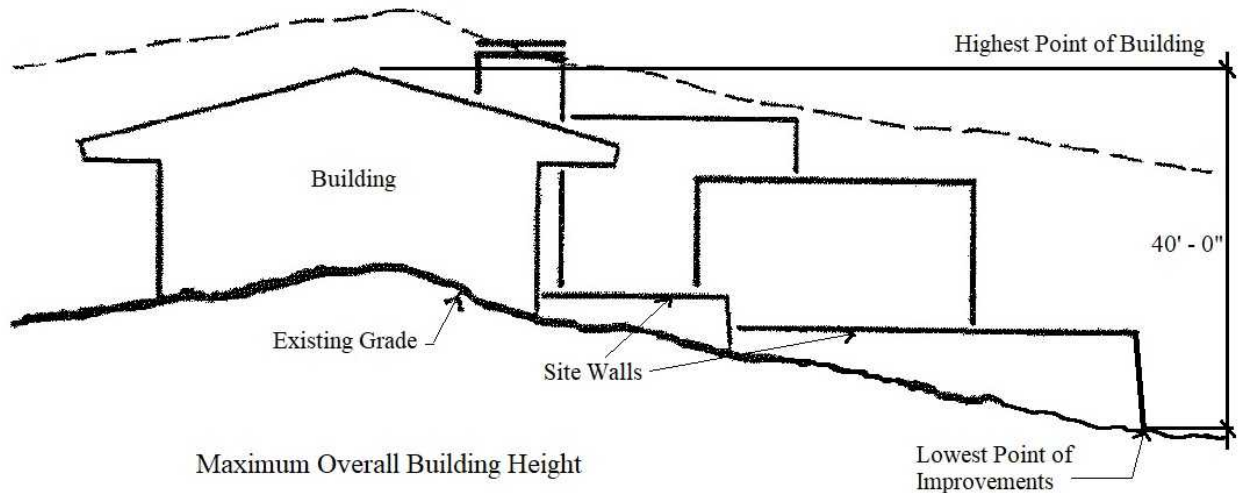 Highest Point of Building
Building
40' - 0"
Existing Grade
Site Walls
Maximum Overall Building Height
Lowest Point of
Improvements